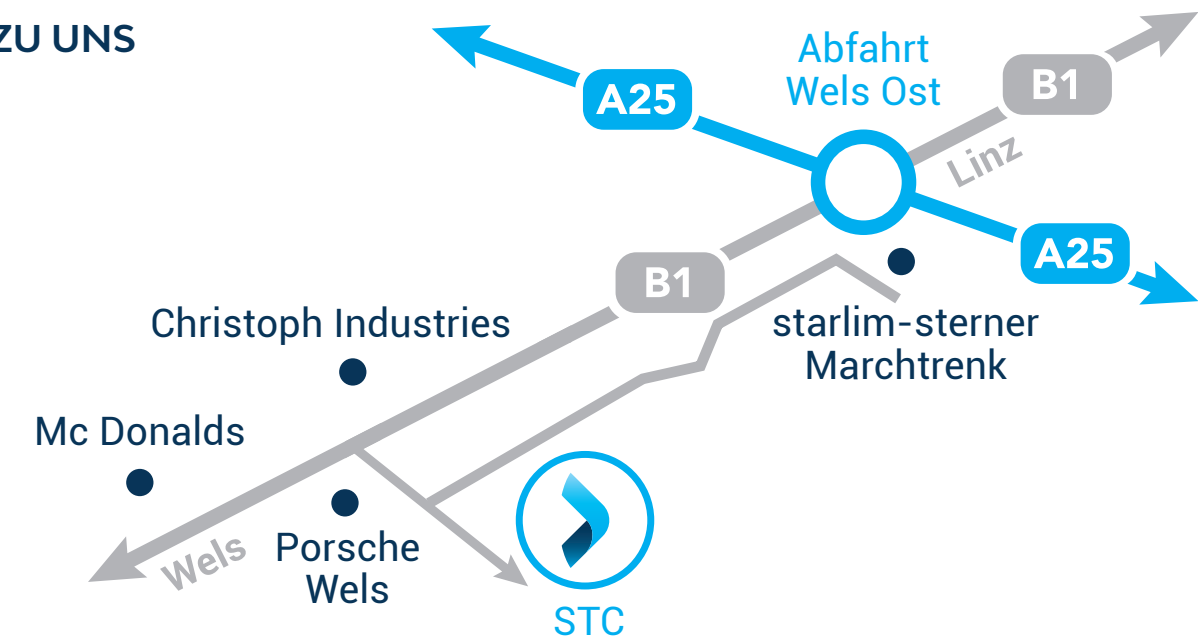 ZU UNS
Abfahrt
Wels Ost
A25
B1
Linz
A25
B1
Christoph Industries
starlim-sterner
Marchtrenk
Mc Donalds
Wels
Porsche
Wels
STC